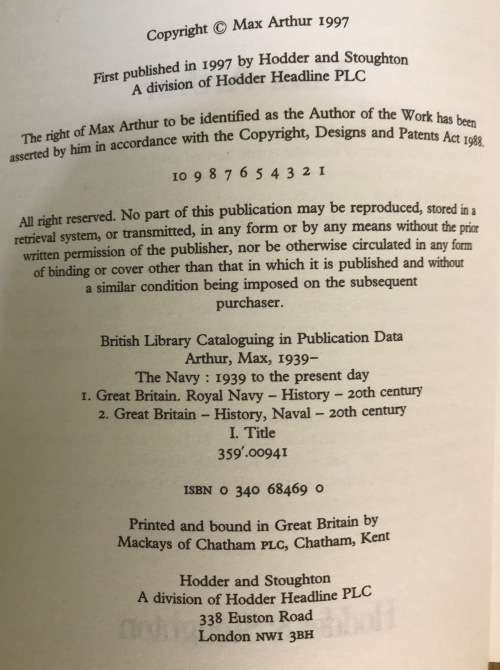 Copyright © Max Arthur 1997
First published in 1997 by Hodder and Stoughton
A division of Hodder Headline PLC
The right of Max Arthur to be identified as the Author of the Work has been
asserted by him in accordance with the Copyright, Designs and Patents Act 1988.
10 9 8 7 6 5 4 3 2 1
All right reserved. No part of this publication may be reproduced, stored in a
retrieval system, or transmitted, in any form or by any means without the prior
written permission of the publisher, nor be otherwise circulated in any form
of binding or cover other than that in which it is published and without
a similar condition being imposed on the subsequent
purchaser.
British Library Cataloguing in Publication Data
Arthur, Max, 1939–
The Navy : 1939 to the present day
1. Great Britain. Royal Navy – History – 20th century
2. Great Britain – History, Naval – 20th century
I. Title
359′.00941
ISBN 0 340 68469 0
Printed and bound in Great Britain by
Mackays of Chatham PLC, Chatham, Kent
Hodder and Stoughton
A division of Hodder Headline PLC
338 Euston Road
London NW1 3BH